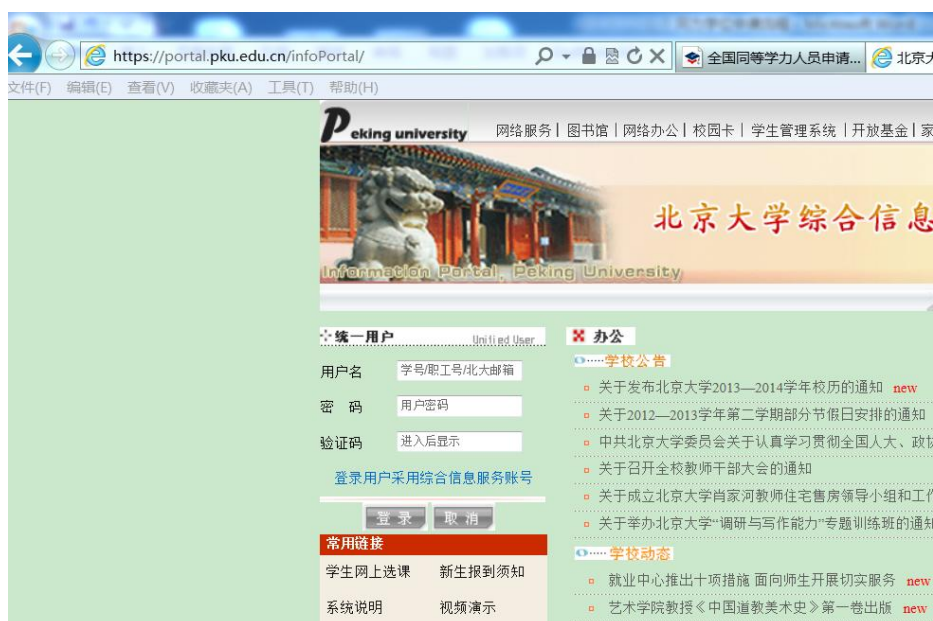 https://portal.pku.edu.cn/infoPortal/
全国同等学力人员申请...
北京大
文件(F) 编辑(E) 查看(V) 收藏夹(A) 工具(T) 帮助(H)
Peking university
网络服务 | 图书馆 | 网络办公 | 校园卡 | 学生管理系统 | 开放基金 | 家
北京大学综合信息
Information Portal, Peking University
统一用户 Unitied User
用户名 学号/职工号/北大邮箱
密 码 用户密码
验证码 进入后显示
登录用户采用综合信息服务账号
登 录 取 消
常用链接
学生网上选课 新生报到须知
系统说明 视频演示
办公
学校公告
关于发布北京大学2013—2014学年校历的通知 new
关于2012—2013学年第二学期部分节假日安排的通知
中共北京大学委员会关于认真学习贯彻全国人大、政协
关于召开全校教师干部大会的通知
关于成立北京大学肖家河教师住宅售房领导小组和工作
关于举办北京大学“调研与写作能力”专题训练班的通知
学校动态
就业中心推出十项措施 面向师生开展切实服务 new
艺术学院教授《中国道教美术史》第一卷出版 new